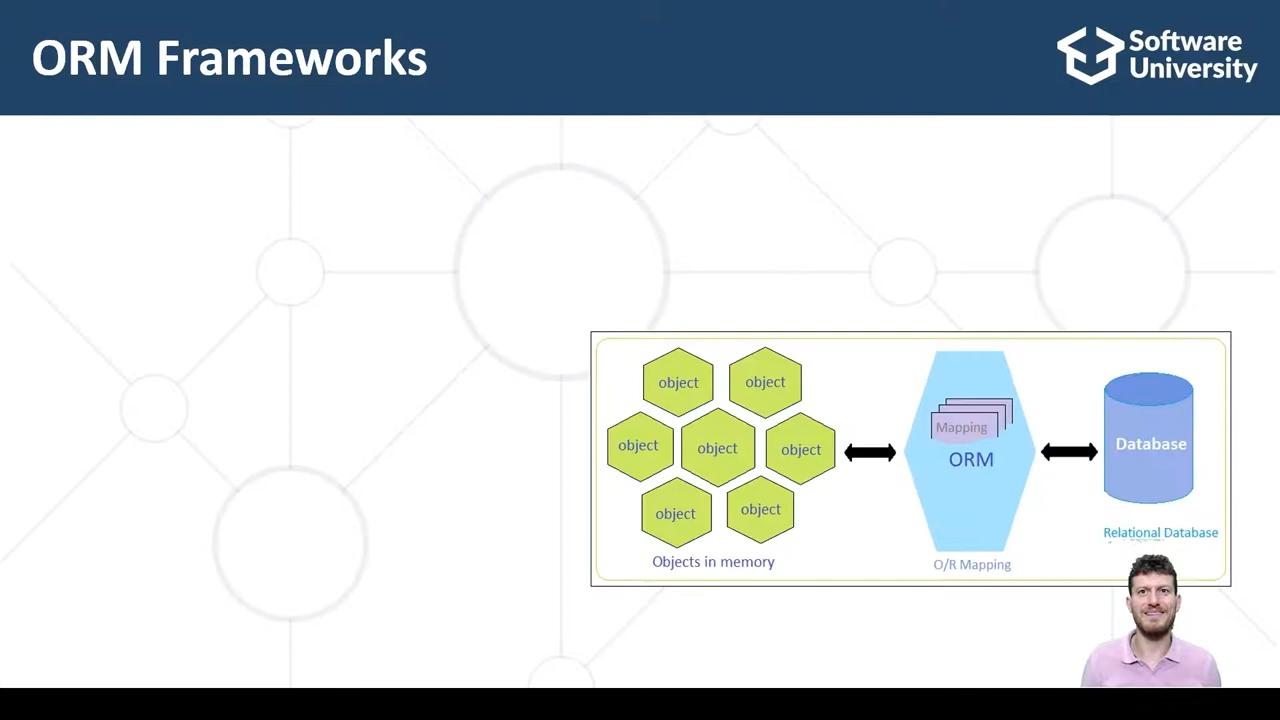 ORM Frameworks
Software
University
object
object
object
object
object
object
object
Objects in memory
Mapping
ORM
O/R Mapping
Database
Relational Database